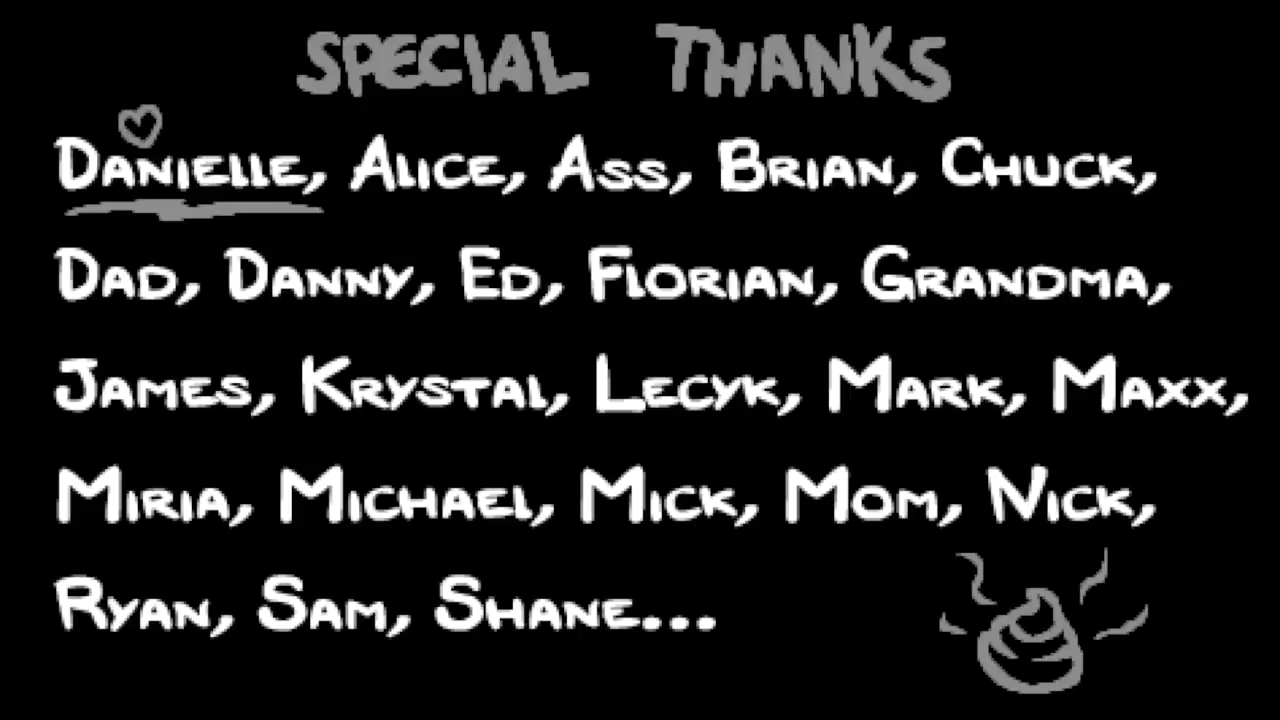 SPECIAL THANKS
Danielle, Alice, Ass, Brian, Chuck,
Dad, Danny, Ed, Florian, Grandma,
James, Krystal, Lecyk, Mark, Maxx,
Miria, Michael, Mick, Mom, Nick,
Ryan, Sam, Shane...